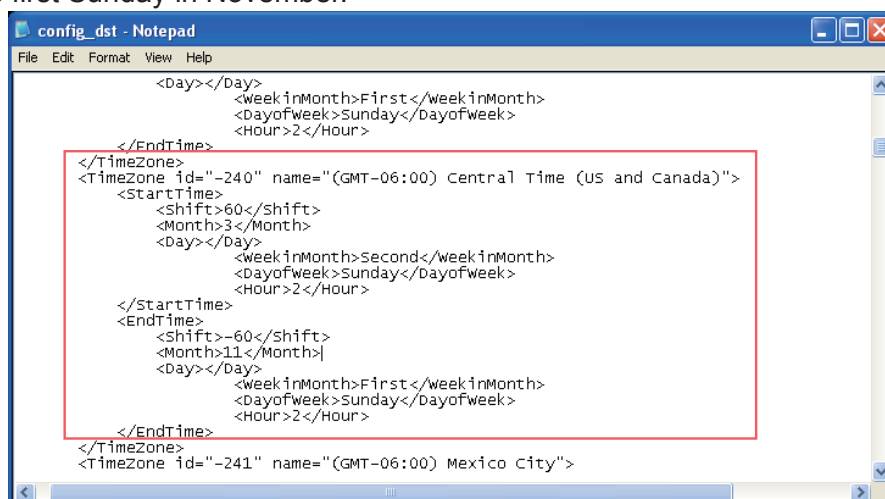 first Sunday in November.
config_dst - Notepad
File Edit Format View Help
<Day></Day>
<WeekinMonth>First</WeekinMonth>
<DayofWeek>Sunday</DayofWeek>
<Hour>2</Hour>
</EndTime>
</TimeZone>
<TimeZone id="-240" name="(GMT-06:00) Central Time (US and Canada)">
<StartTime>
<Shift>60</Shift>
<Month>3</Month>
<Day></Day>
<WeekinMonth>Second</WeekinMonth>
<DayofWeek>Sunday</DayofWeek>
<Hour>2</Hour>
</StartTime>
<EndTime>
<Shift>-60</Shift>
<Month>11</Month>
<Day></Day>
<WeekinMonth>First</WeekinMonth>
<DayofWeek>Sunday</DayofWeek>
<Hour>2</Hour>
</EndTime>
</TimeZone>
<TimeZone id="-241" name="(GMT-06:00) Mexico City">